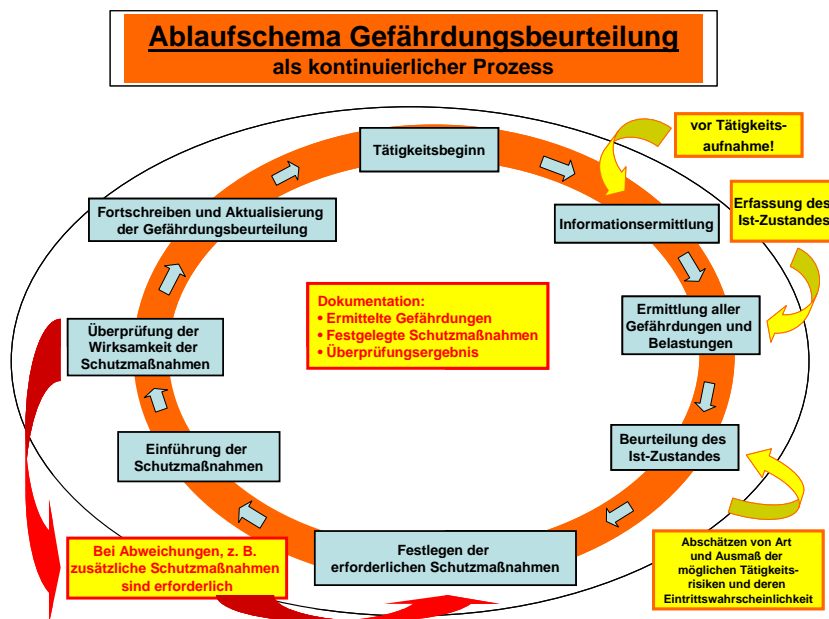 Ablaufschema Gefährdungsbeurteilung
als kontinuierlicher Prozess
Tätigkeitsbeginn
vor Tätigkeits-
aufnahme!
Informationsermittlung
Erfassung des
Ist-Zustandes
Ermittlung aller
Gefährdungen und
Belastungen
Beurteilung des
Ist-Zustandes
Abschätzen von Art
und Ausmaß der
möglichen Tätigkeits-
risiken und deren
Eintrittswahrscheinlichkeit
Festlegen der
erforderlichen Schutzmaßnahmen
Einführung der
Schutzmaßnahmen
Überprüfung der
Wirksamkeit der
Schutzmaßnahmen
Bei Abweichungen, z. B.
zusätzliche Schutzmaßnahmen
sind erforderlich
Fortschreiben und Aktualisierung
der Gefährdungsbeurteilung
Dokumentation:
• Ermittelte Gefährdungen
• Festgelegte Schutzmaßnahmen
• Überprüfungsergebnis